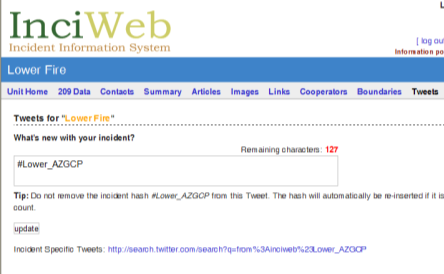 InciWeb
Incident Information System
[ log ou
Information po
Lower Fire
Unit Home 209 Data Contacts Summary Articles Images Links Cooperators Boundaries Tweets
Tweets for "Lower Fire"
What's new with your incident?
Remaining characters: 127
#Lower_AZGCP
Tip: Do not remove the incident hash #Lower_AZGCP from this Tweet. The hash will automatically be re-inserted if it is
count.
update
Incident Specific Tweets: http://search.twitter.com/search?q=from%3Ainciweb%23Lower_AZGCP